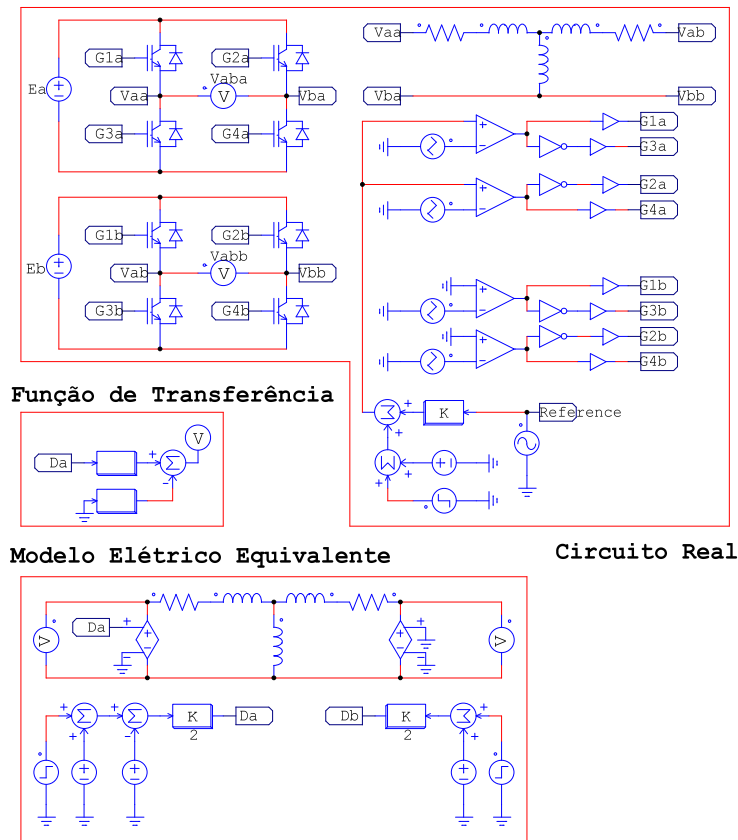 G1a
G2a
Vaba
Ea
Vaa
V
Vba
G3a
G4a
G1b
G2b
Vabb
Eb
Vab
V
Vbb
G3b
G4b
Vaa
Vab
Vba
Vbb
G1a
G3a
G2a
G4a
G1b
G3b
G2b
G4b
K
Reference
Função de Transferência
V
Da
Σ
Circuito Real
Modelo Elétrico Equivalente
V
Da
V
Σ
Σ
K
2
Da
Db
K
2
Σ